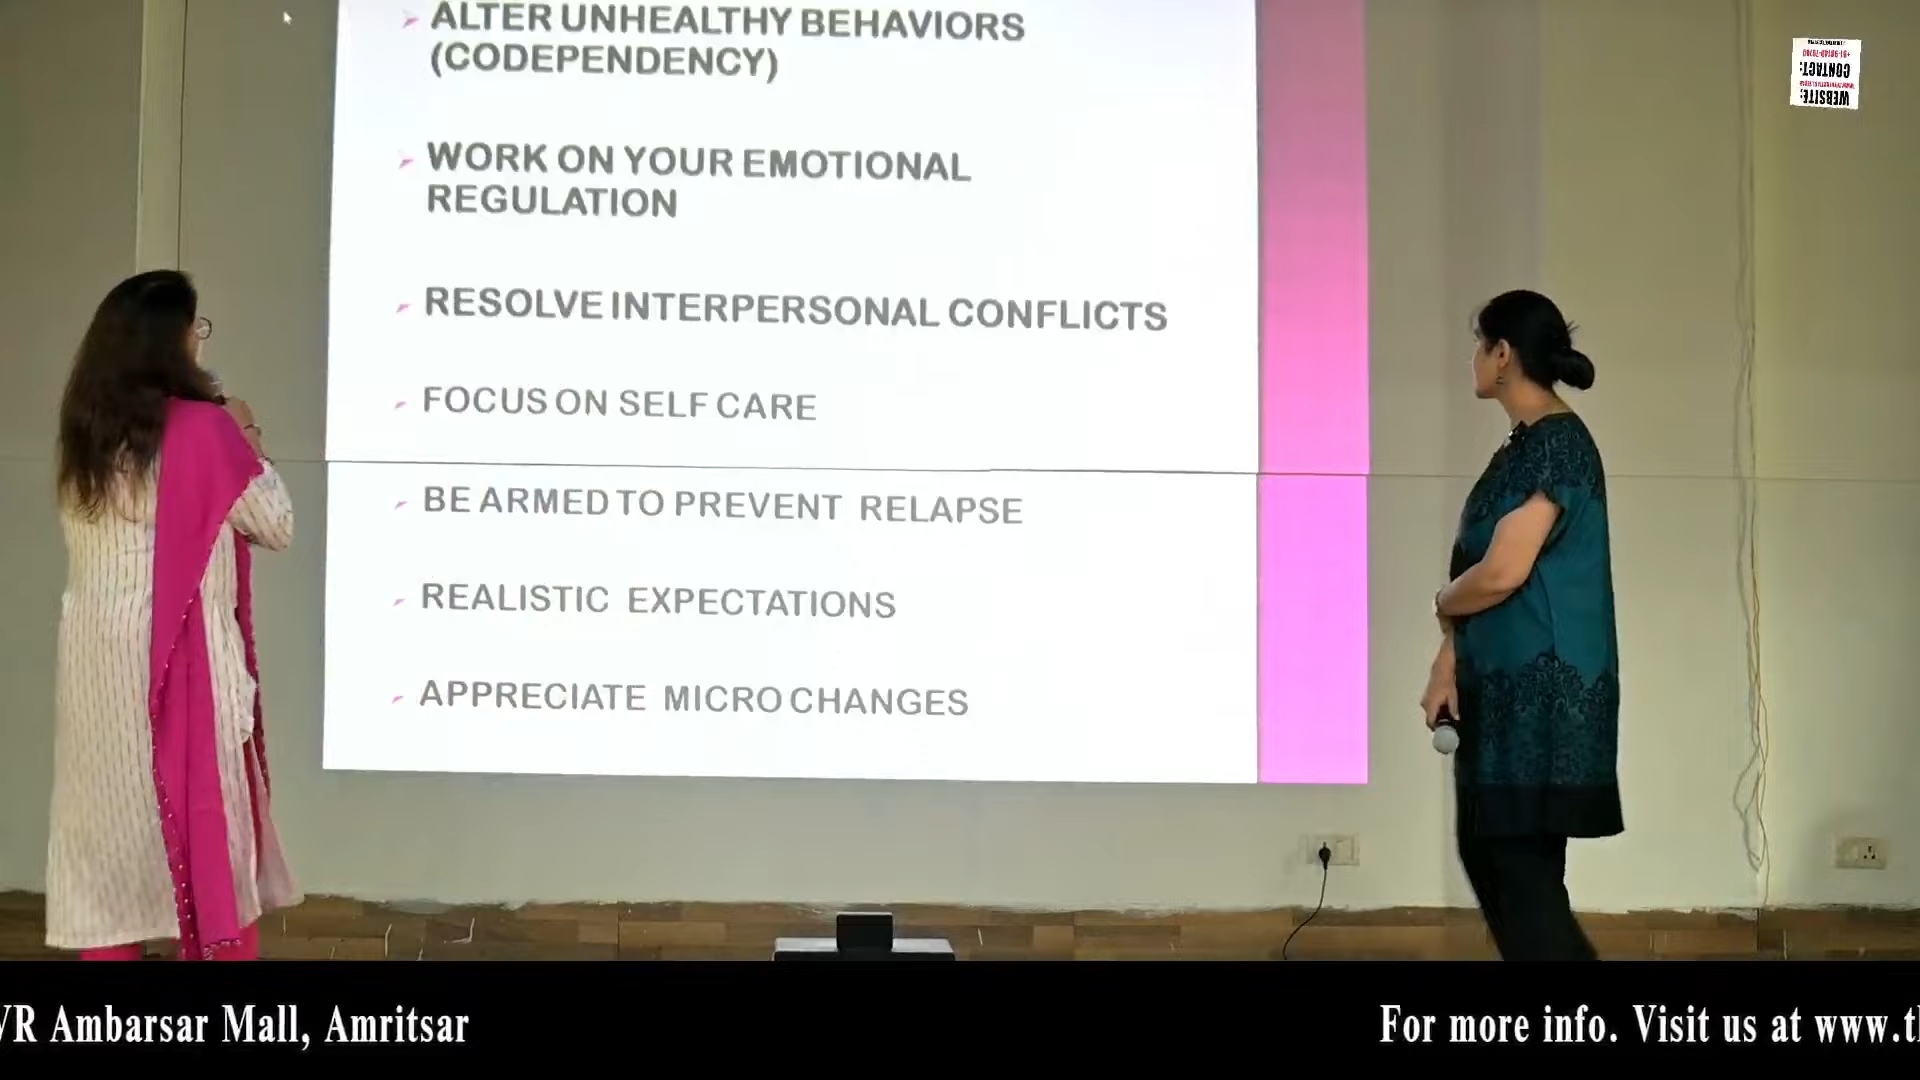 ALTER UNHEALTHY BEHAVIORS
(CODEPENDENCY)
WORK ON YOUR EMOTIONAL
REGULATION
RESOLVE INTERPERSONAL CONFLICTS
FOCUS ON SELF CARE
BE ARMED TO PREVENT RELAPSE
REALISTIC EXPECTATIONS
APPRECIATE MICRO CHANGES
WEBSITE:
CONTACT:
VR Ambarsar Mall, Amritsar
For more info. Visit us at www.th